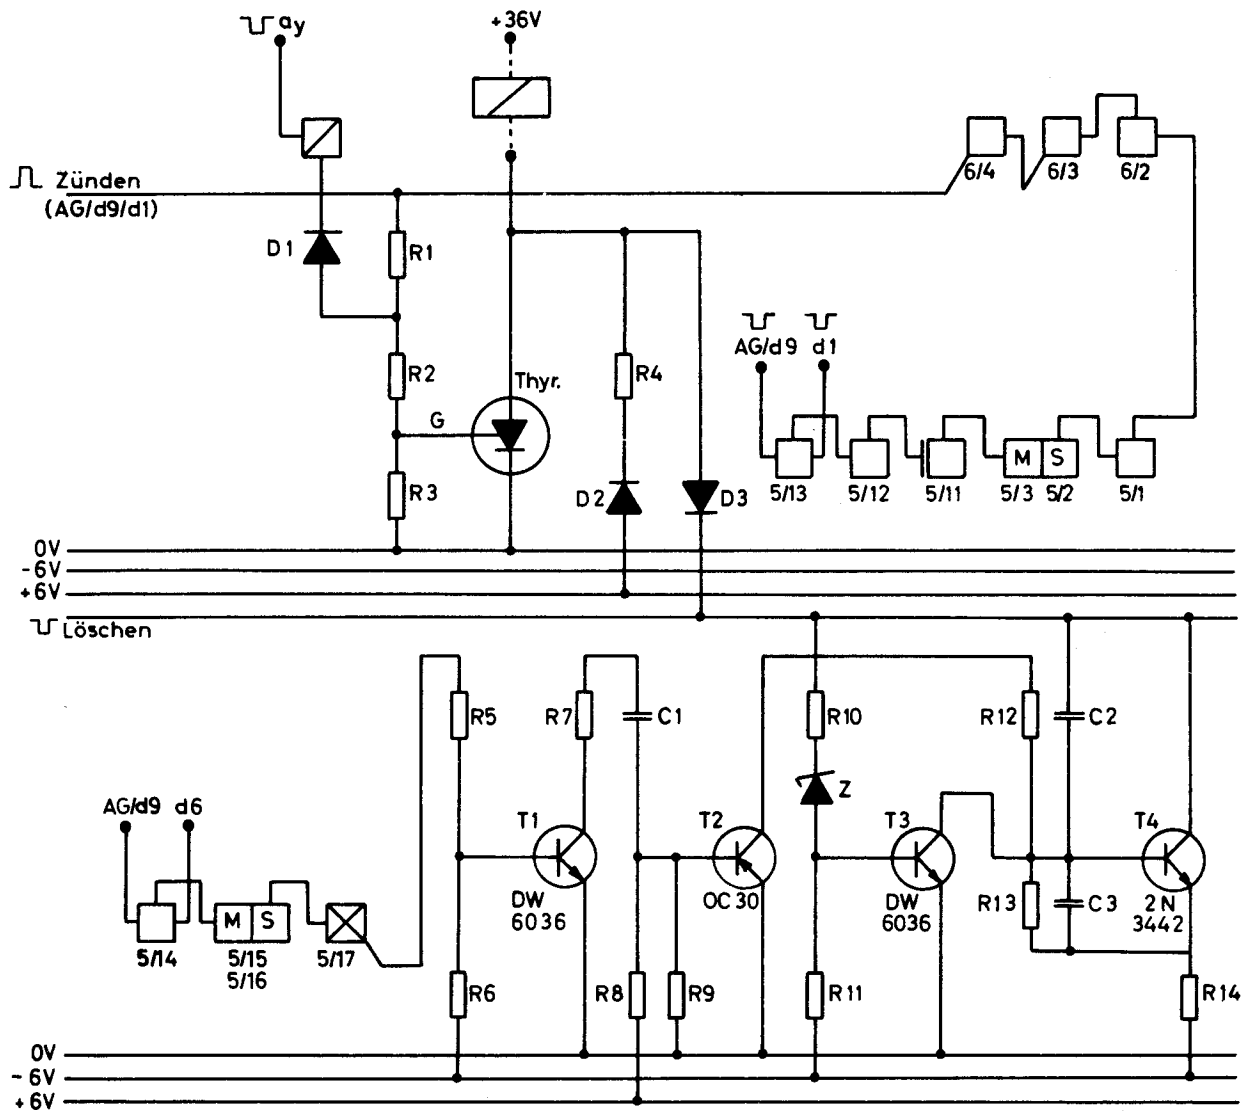 ay
+36V
Zünden
(AG/d9/d1)
6/4
6/3
6/2
D1
R1
AG/d9
d1
R2
Thyr.
R4
G
M
S
R3
D2
D3
5/13
5/12
5/11
5/3
5/2
5/1
0V
-6V
+6V
Löschen
R5
R7
C1
R10
R12
C2
Z
AG/d9
d6
T1
T2
T3
T4
DW
6036
OC30
DW
6036
R13
C3
2N
3442
M
S
5/14
5/15
5/16
5/17
R6
R8
R9
R11
R14
0V
-6V
+6V